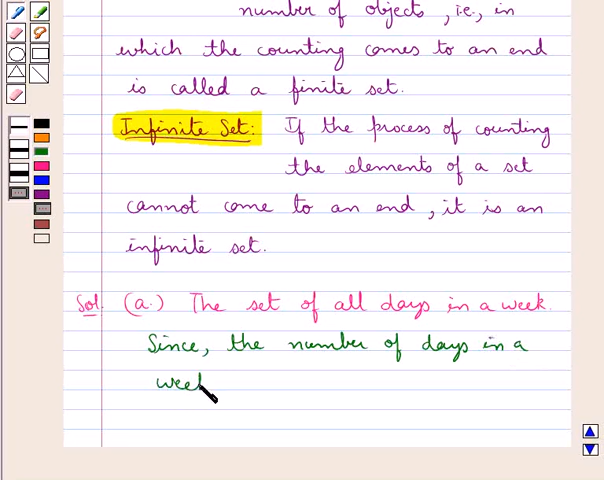 number of objects, i.e., in
which the counting comes to an end
is called a finite set.
Infinite Set: If the process of counting
the elements of a set
cannot come to an end, it is an
infinite set.
Sol. (a.) The set of all days in a week.
Since, the number of days in a
week